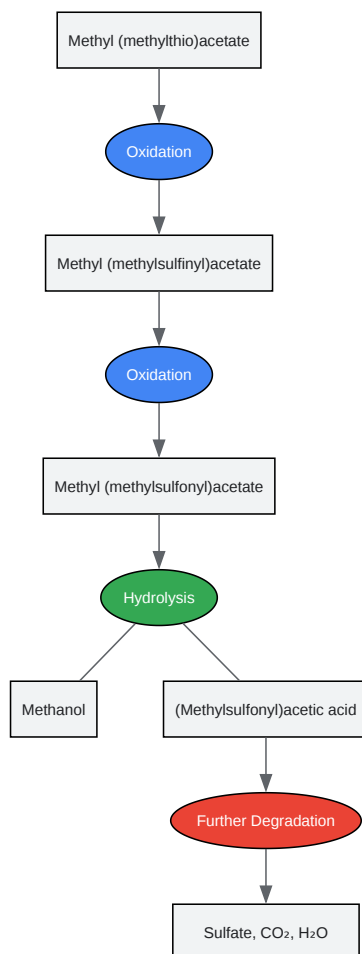 Methyl (methylthio)acetate
Oxidation
Methyl (methylsulfinyl)acetate
Oxidation
Methyl (methylsulfonyl)acetate
Hydrolysis
Methanol
(Methylsulfonyl)acetic acid
Further Degradation
Sulfate, CO₂, H₂O